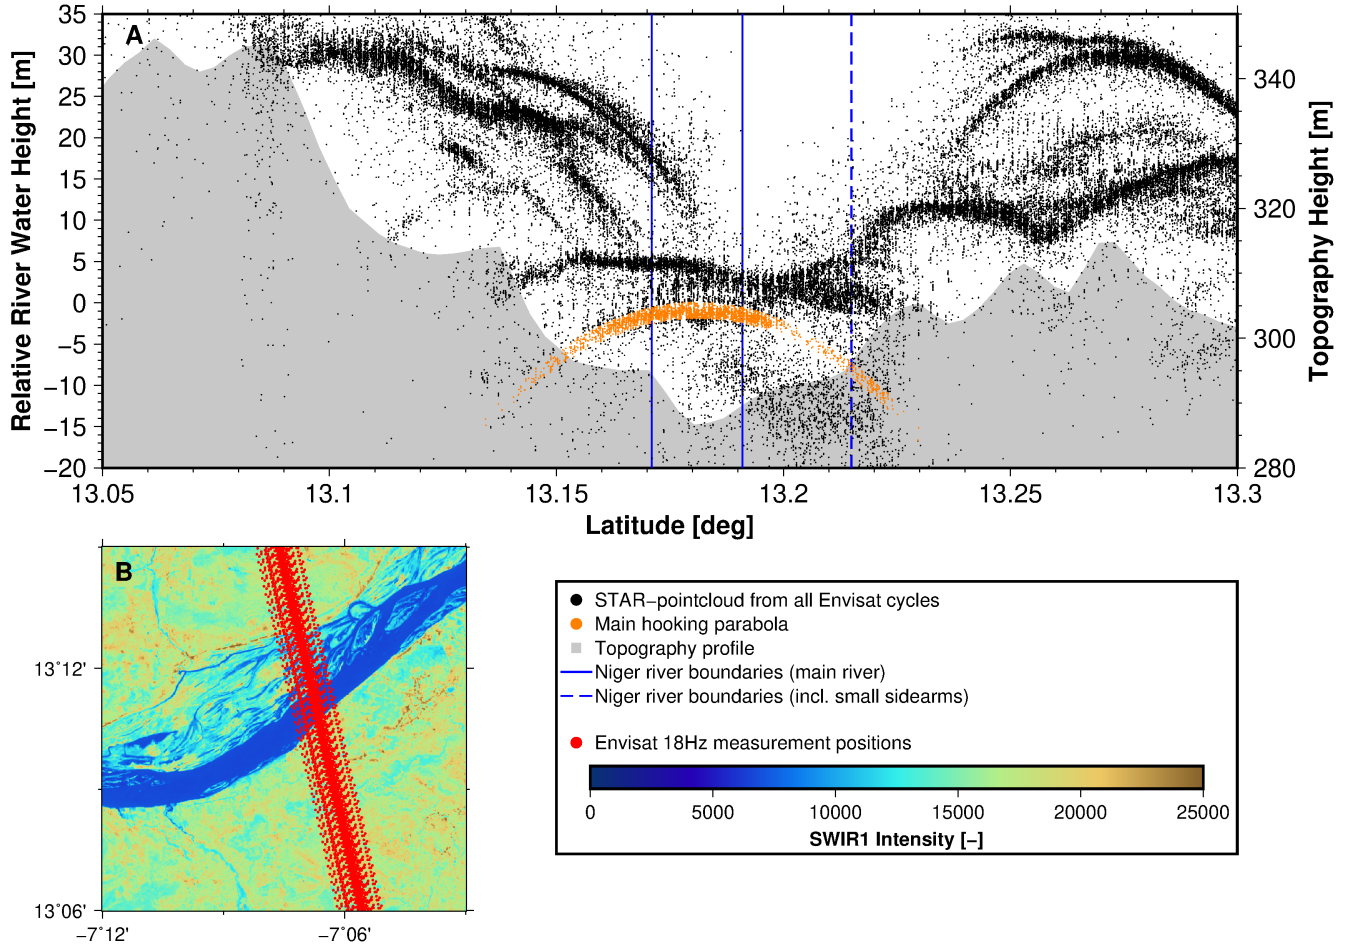 A
35
30
25
20
15
10
5
0
−5
−10
−15
−20
Relative River Water Height [m]
340
320
300
280
Topography Height [m]
13.05
13.1
13.15
13.2
13.25
13.3
Latitude [deg]
B
13°12'
13°06'
−7°12'
−7°06'
STAR−pointcloud from all Envisat cycles
Main hooking parabola
Topography profile
Niger river boundaries (main river)
Niger river boundaries (incl. small sidearms)
Envisat 18Hz measurement positions
0 5000 10000 15000 20000 25000
SWIR1 Intensity [−]